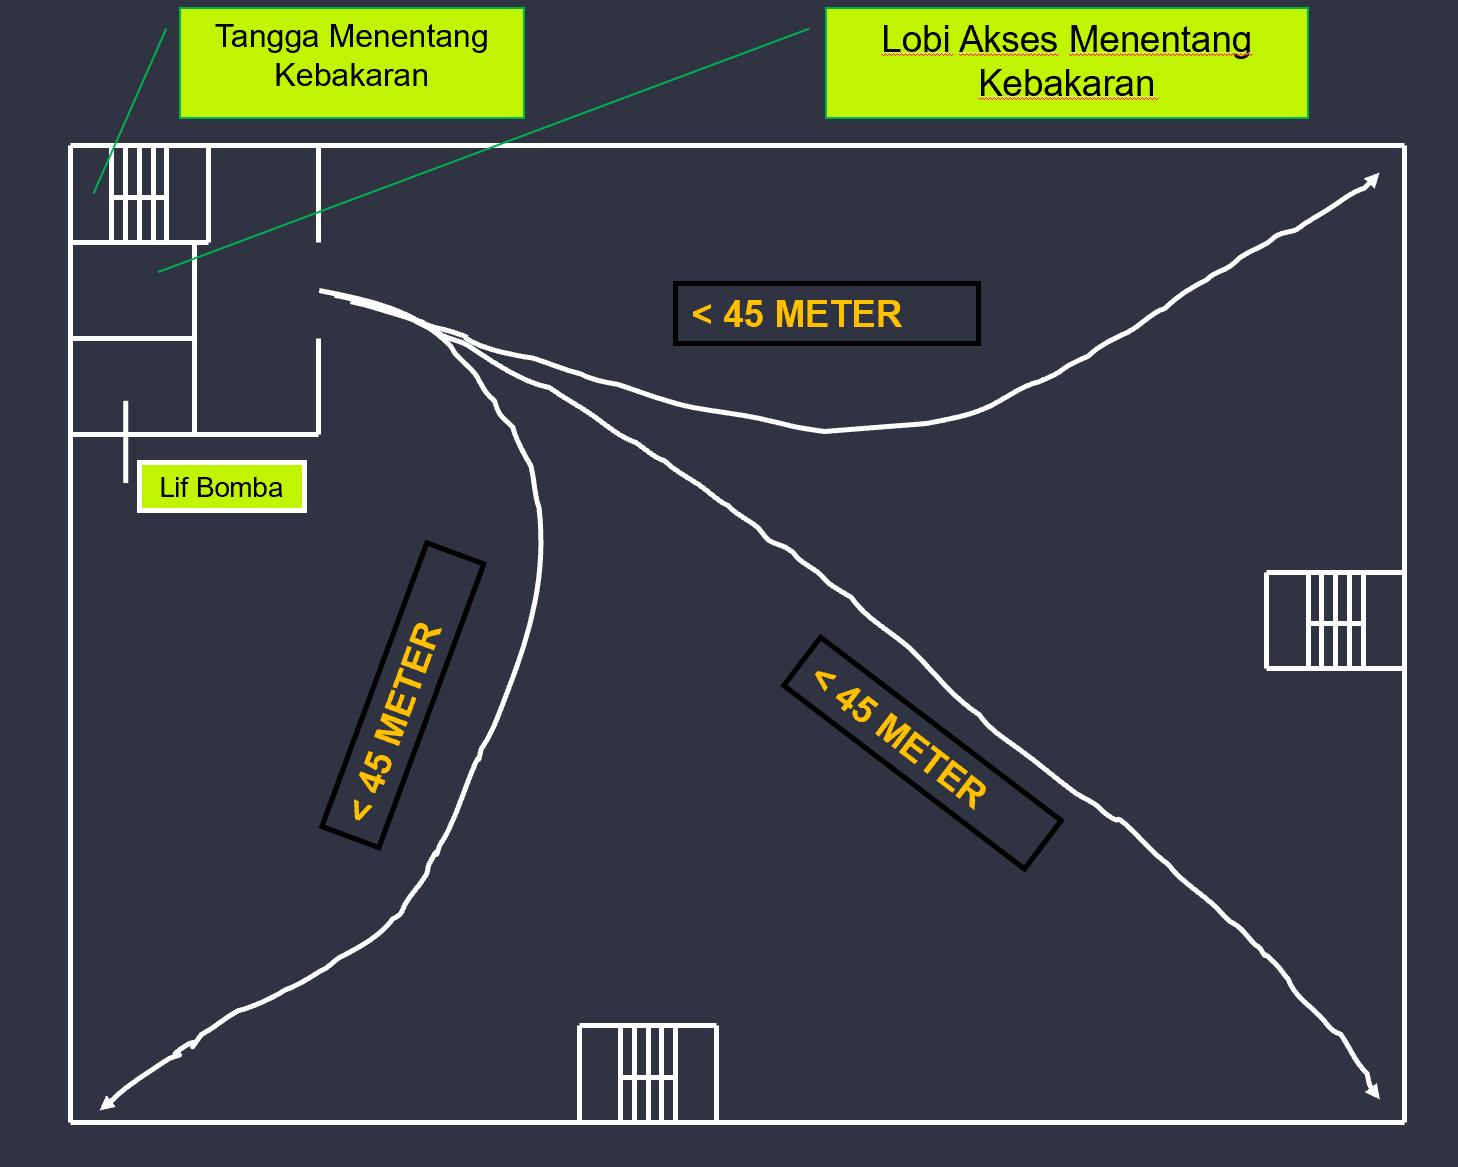 Tangga Menentang
Kebakaran
Lobi Akses Menentang
Kebakaran
< 45 METER
Lif Bomba
< 45 METER
< 45 METER